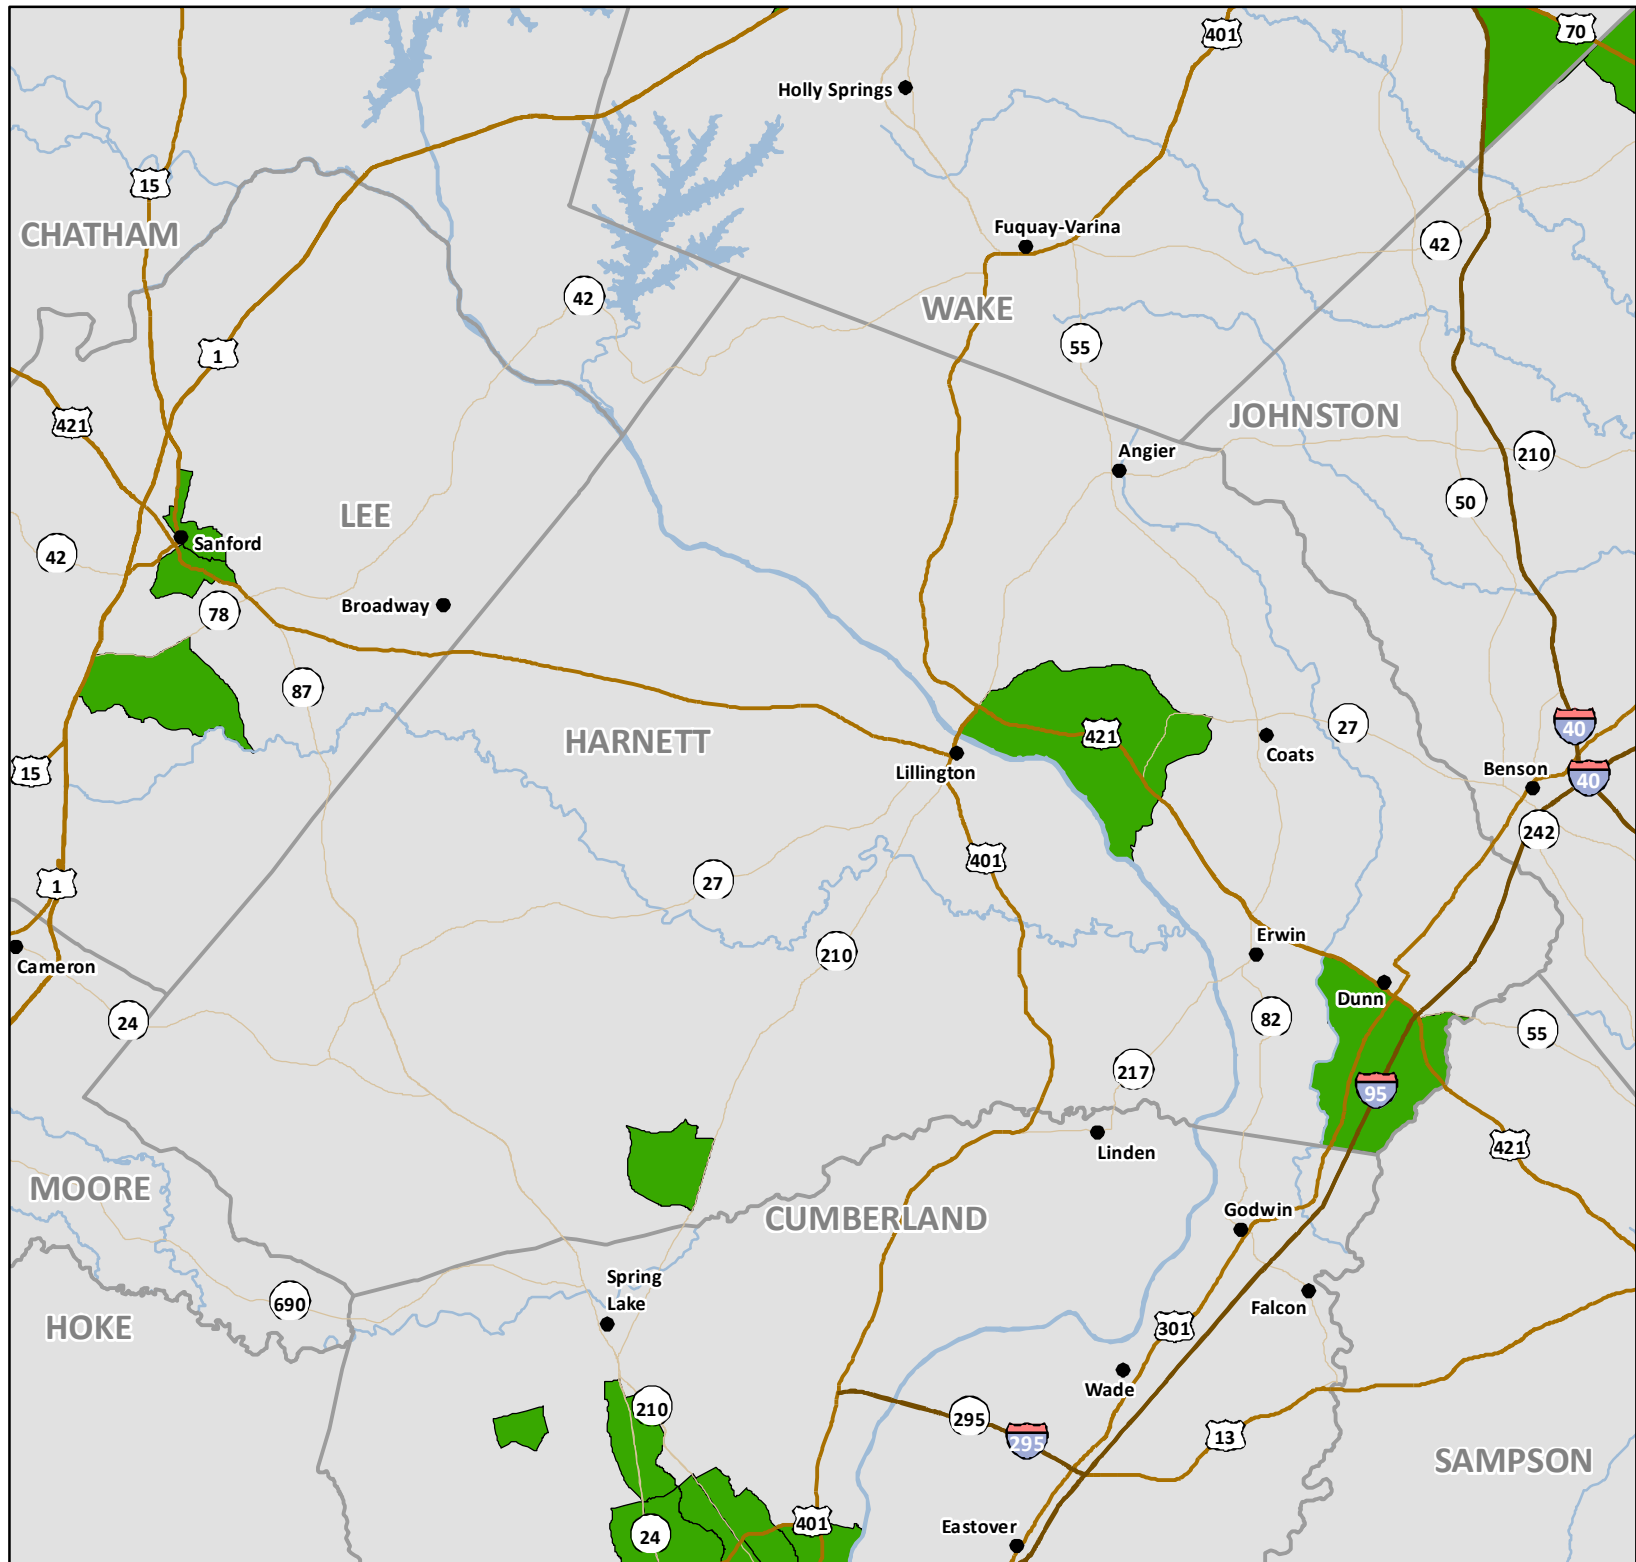 401
70
Holly Springs
15
CHATHAM
Fuquay-Varina
42
42
WAKE
55
1
421
JOHNSTON
Angier
210
50
LEE
Sanford
42
Broadway
78
87
HARNETT
421
27
40
Coats
Lillington
15
Benson
40
242
401
27
1
Erwin
210
Cameron
Dunn
24
82
55
217
95
Linden
421
MOORE
CUMBERLAND
Godwin
Spring
Lake
690
Falcon
HOKE
301
Wade
210
295
295
13
SAMPSON
401
Eastover
24